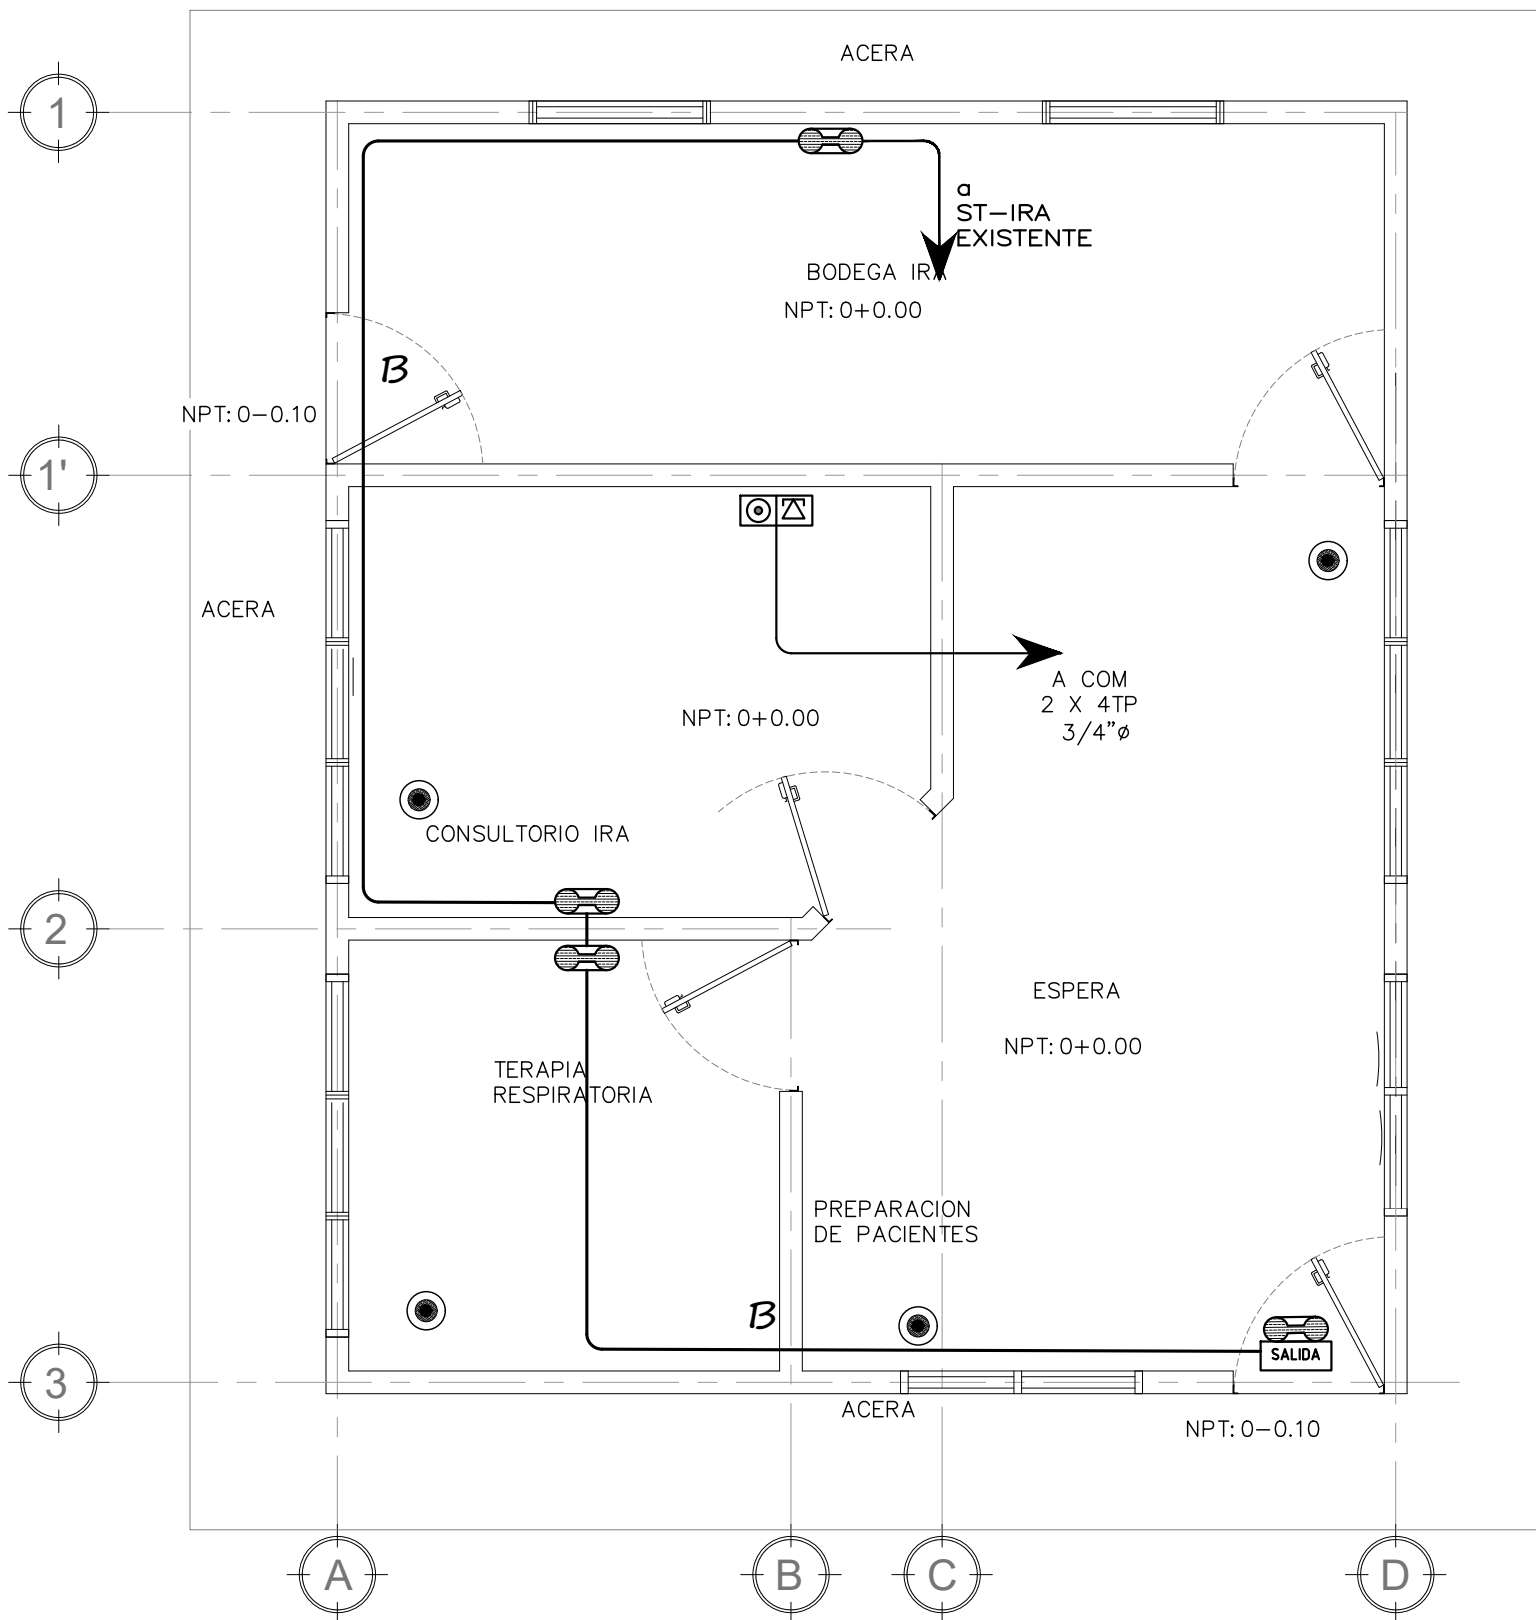 ACERA
1
a
ST-IRA
EXISTENTE
BODEGA IRA
NPT: 0+0.00
B
NPT: 0-0.10
1'
ACERA
A COM
2 X 4TP
3/4"ø
NPT: 0+0.00
CONSULTORIO IRA
2
ESPERA
NPT: 0+0.00
TERAPIA
RESPIRATORIA
PREPARACION
DE PACIENTES
B
SALIDA
3
ACERA
NPT: 0-0.10
A
B
C
D